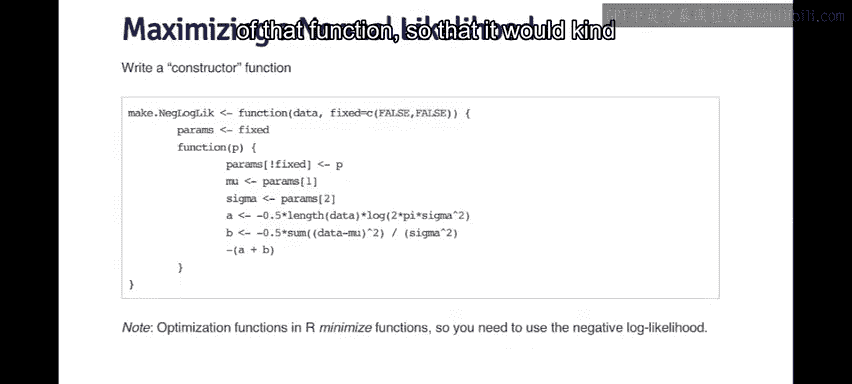 Maximizing a Normal Likelihood
of that function, so that it would kind
Write a “constructor” function
make.NegLogLik <- function(data, fixed=c(FALSE,FALSE)) {
params <- fixed
function(p) {
params[!fixed] <- p
mu <- params[1]
sigma <- params[2]
a <- -0.5*length(data)*log(2*pi*sigma^2)
b <- -0.5*sum((data-mu)^2) / (sigma^2)
-(a + b)
}
}
Note: Optimization functions in R minimize functions, so you need to use the negative log-likelihood.